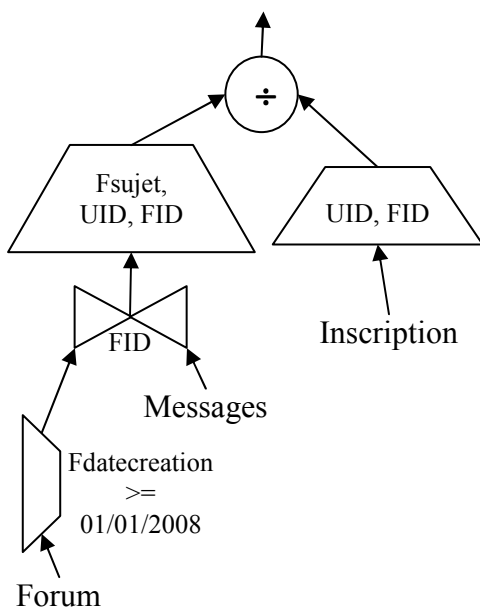 ÷
Fsujet,
UID, FID
UID, FID
FID
Inscription
Messages
Fdatecreation
>=
01/01/2008
Forum